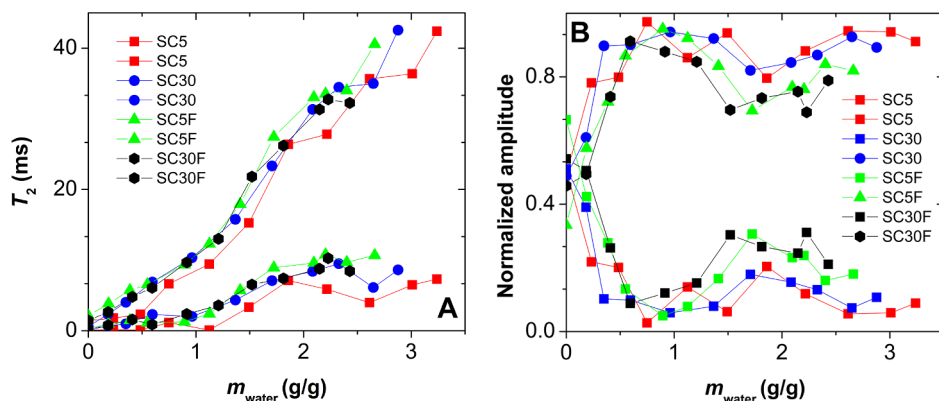 40
20
0
T2 (ms)
SC5
SC5
SC30
SC30
SC5F
SC5F
SC30F
SC30F
A
0 1 2 3
mwater (g/g)
B
0.8
0.4
0.0
Normalized amplitude
SC5
SC5
SC30
SC30
SC5F
SC5F
SC30F
SC30F
0 1 2 3
mwater (g/g)